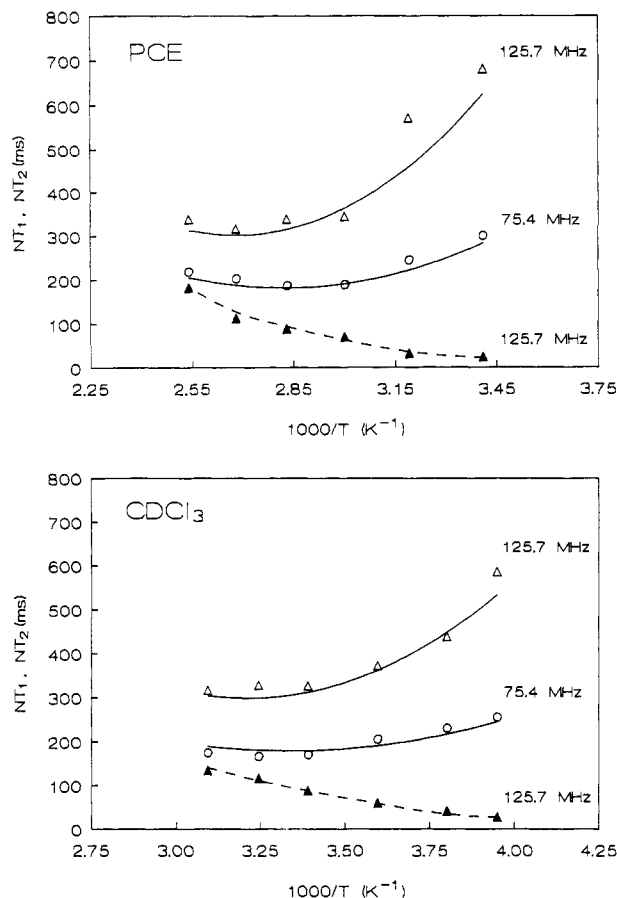 PCE
125.7 MHz
75.4 MHz
125.7 MHz
800
700
600
500
400
300
200
100
0
NT1, NT2 (ms)
2.25 2.55 2.85 3.15 3.45 3.75
1000/T (K⁻¹)
CDCl3
125.7 MHz
75.4 MHz
125.7 MHz
800
700
600
500
400
300
200
100
0
NT1, NT2 (ms)
2.75 3.00 3.25 3.50 3.75 4.00 4.25
1000/T (K⁻¹)